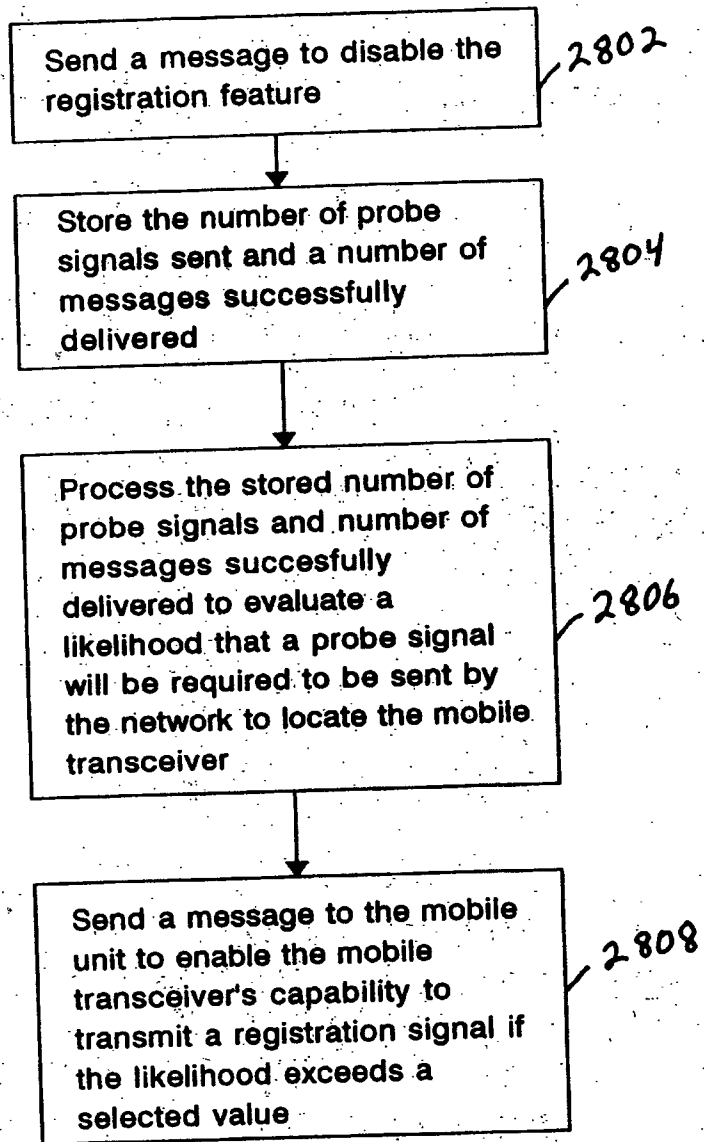 Send a message to disable the
registration feature
2802
Store the number of probe
signals sent and a number of
messages successfully
delivered
2804
Process the stored number of
probe signals and number of
messages succesfully
delivered to evaluate a
likelihood that a probe signal
will be required to be sent by
the network to locate the mobile
transceiver
2806
Send a message to the mobile
unit to enable the mobile
transceiver's capability to
transmit a registration signal if
the likelihood exceeds a
selected value
2808